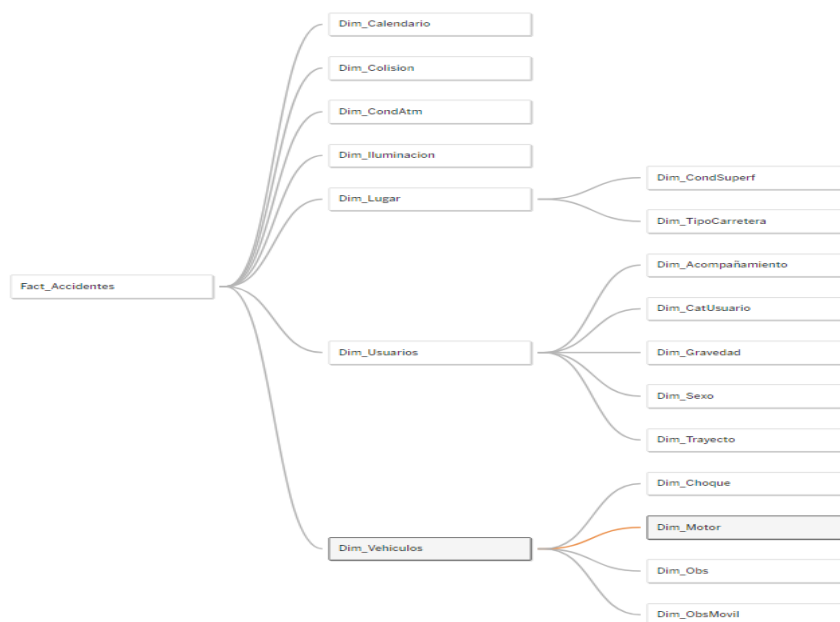 Dim_Calendario
Dim_Colision
Dim_CondAtm
Dim_Iluminacion
Dim_CondSuperf
Dim_Lugar
Dim_TipoCarretera
Dim_Acompañamiento
Fact_Accidentes
Dim_CatUsuario
Dim_Usuarios
Dim_Gravedad
Dim_Sexo
Dim_Trayecto
Dim_Choque
Dim_Motor
Dim_Vehiculos
Dim_Obs
Dim_ObsMovil